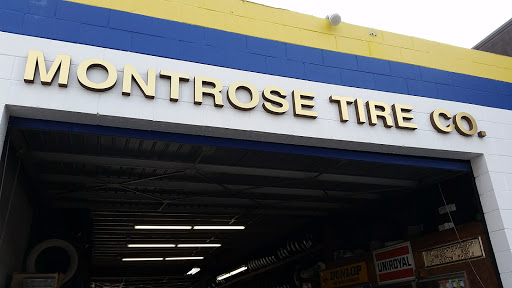 MONTROSE TIRE CO.
DUNLOP
UNIROYAL